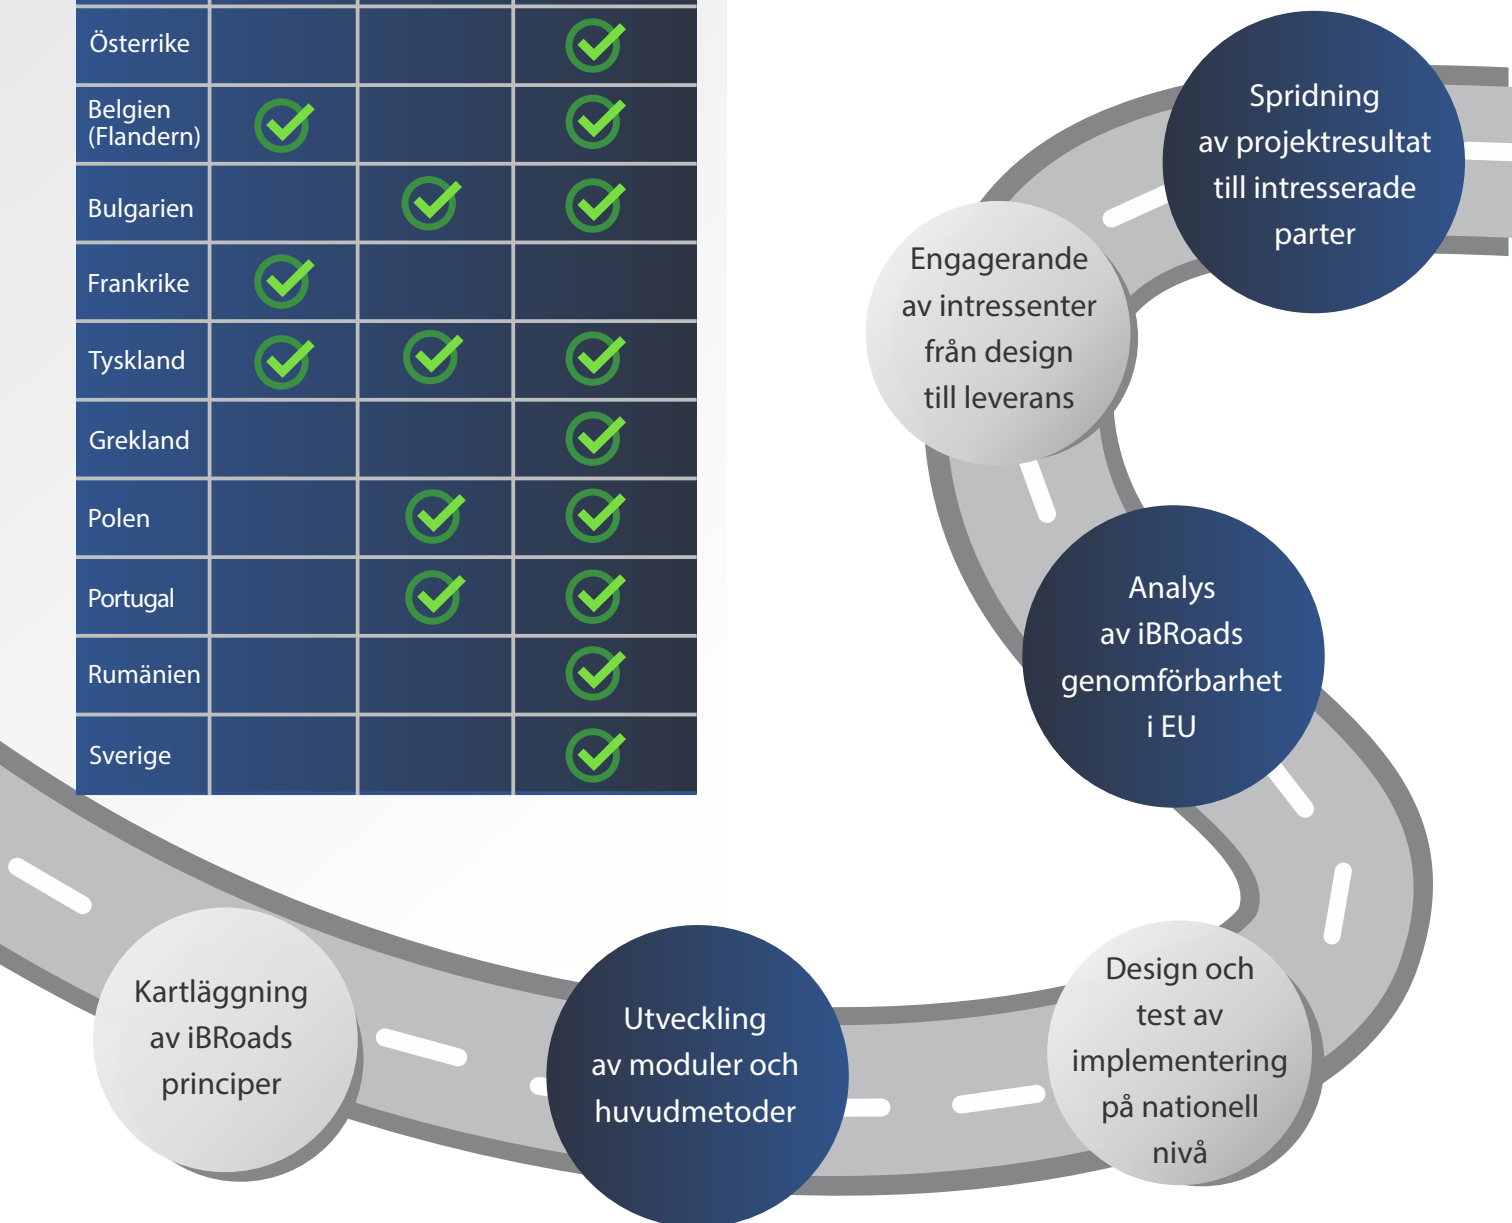 Österrike
Belgien
(Flandern)
Bulgarien
Frankrike
Tyskland
Grekland
Polen
Portugal
Rumänien
Sverige
Kartläggning
av iBRoads
principer
Utveckling
av moduler och
huvudmetoder
Design och
test av
implementering
på nationell
nivå
Analys
av iBRoads
genomförbarhet
i EU
Engagerande
av intressenter
från design
till leverans
Spridning
av projektresultat
till intresserade
parter